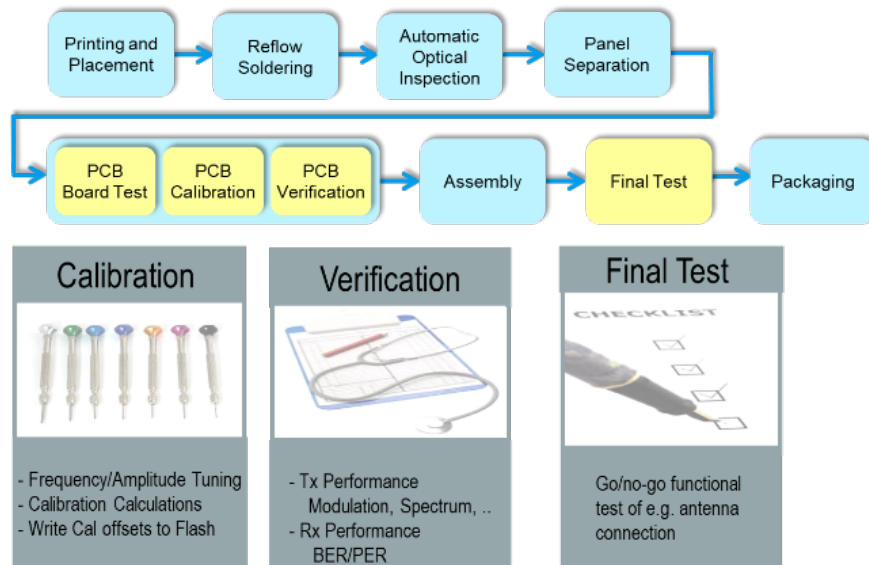 Printing and
Placement
Reflow
Soldering
Automatic
Optical
Inspection
Panel
Separation
PCB
Board Test
PCB
Calibration
PCB
Verification
Assembly
Final Test
Packaging
Calibration
- Frequency/Amplitude Tuning
- Calibration Calculations
- Write Cal offsets to Flash
Verification
- Tx Performance
Modulation, Spectrum, ..
- Rx Performance
BER/PER
Final Test
CHECKLIST
Go/no-go functional
test of e.g. antenna
connection